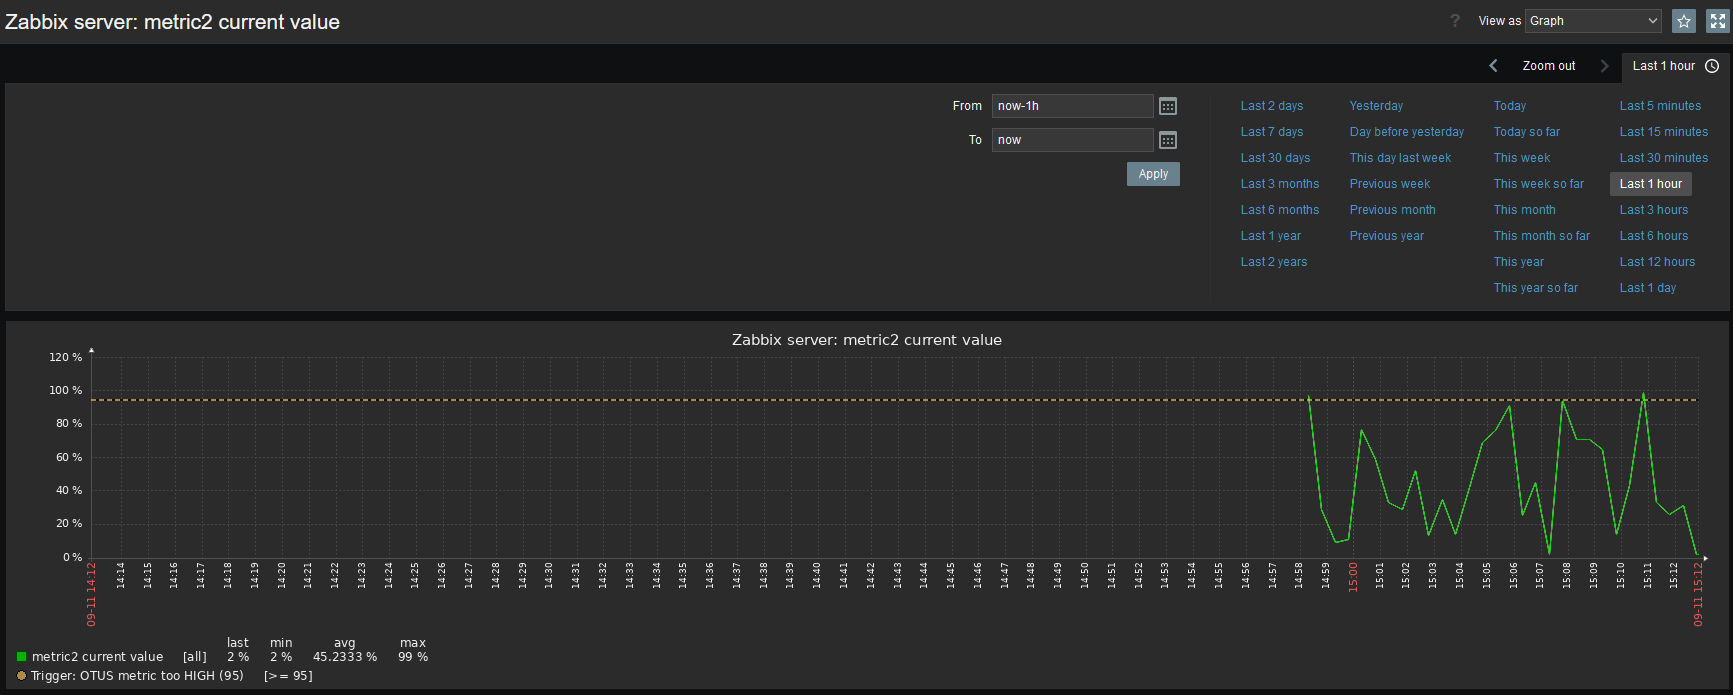 Zabbix server: metric2 current value
? View as Graph
Zoom out Last 1 hour
From now-1h
To now
Apply
Last 2 days Yesterday Today Last 5 minutes
Last 7 days Day before yesterday Today so far Last 15 minutes
Last 30 days This day last week This week Last 30 minutes
Last 3 months Previous week This week so far Last 1 hour
Last 6 months Previous month This month Last 3 hours
Last 1 year Previous year This month so far Last 6 hours
Last 2 years This year Last 12 hours
This year so far Last 1 day
Zabbix server: metric2 current value
120 %
100 %
80 %
60 %
40 %
20 %
0 %
09-11 14:12 14:14 14:15 14:16 14:17 14:18 14:19 14:20 14:21 14:22 14:23 14:24 14:25 14:26 14:27 14:28 14:29 14:30 14:31 14:32 14:33 14:34 14:35 14:36 14:37 14:38 14:39 14:40 14:41 14:42 14:43 14:44 14:45 14:46 14:47 14:48 14:49 14:50 14:51 14:52 14:53 14:54 14:55 14:56 14:57 14:58 14:59 15:00 15:01 15:02 15:03 15:04 15:05 15:06 15:07 15:08 15:09 15:10 15:11 15:12 09-11 15:12
last min avg max
metric2 current value [all] 2 % 2 % 45.2333 % 99 %
Trigger: OTUS metric too HIGH (95) [>= 95]